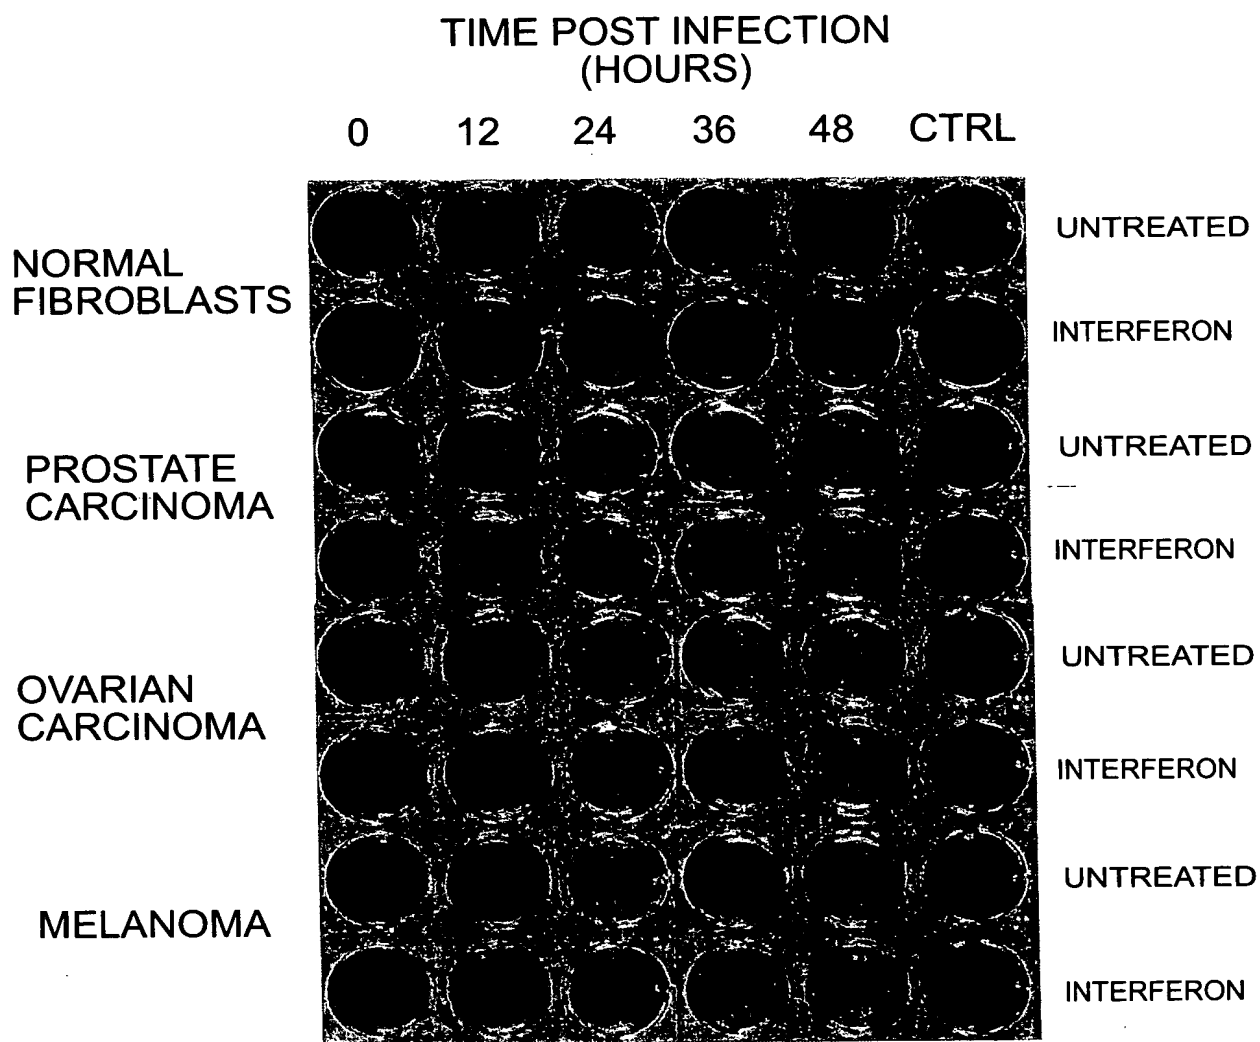 TIME POST INFECTION
(HOURS)
0 12 24 36 48 CTRL
NORMAL
FIBROBLASTS
UNTREATED
INTERFERON
PROSTATE
CARCINOMA
UNTREATED
INTERFERON
OVARIAN
CARCINOMA
UNTREATED
INTERFERON
MELANOMA
UNTREATED
INTERFERON